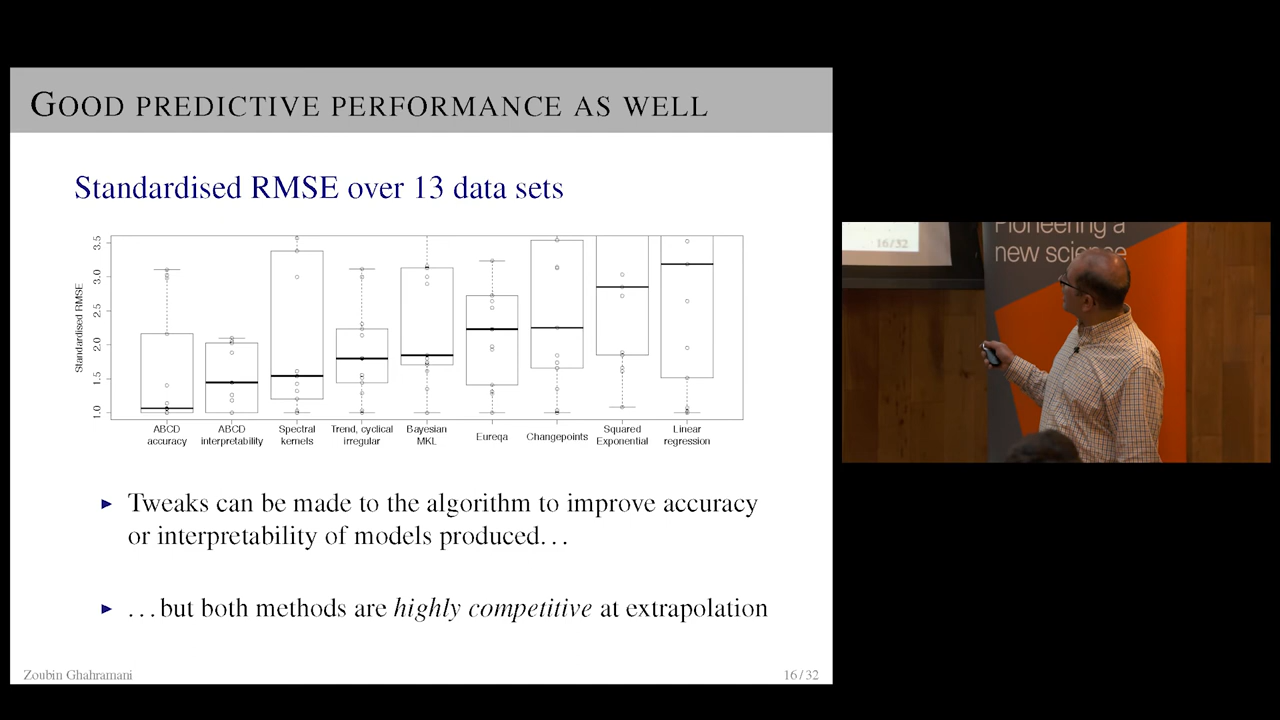 GOOD PREDICTIVE PERFORMANCE AS WELL
Standardised RMSE over 13 data sets
Standardised RMSE
3.5
3.0
2.5
2.0
1.5
1.0
ABCD accuracy
ABCD interpretability
Spectral kernels
Trend, cyclical irregular
Bayesian MKL
Eureqa
Changepoints
Squared Exponential
Linear regression
Tweaks can be made to the algorithm to improve accuracy
or interpretability of models produced...
...but both methods are highly competitive at extrapolation
Zoubin Ghahramani
16/32
16/32
Pioneering a
new science